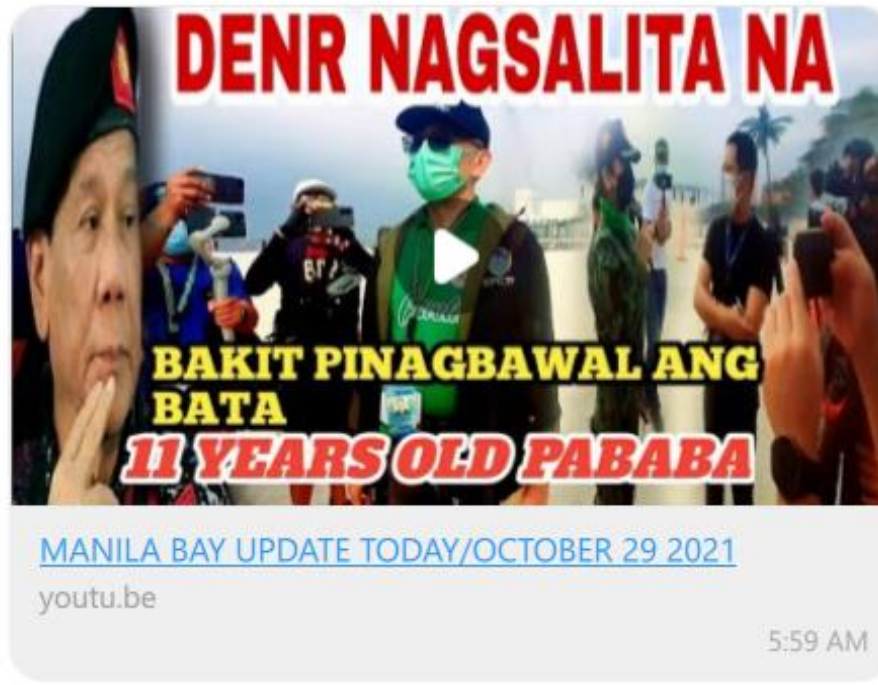 DENR NAGSALITA NA
BAKIT PINAGBAWAL ANG
BATA
11 YEARS OLD PABABA
MANILA BAY UPDATE TODAY/OCTOBER 29 2021
youtu.be
5:59 AM